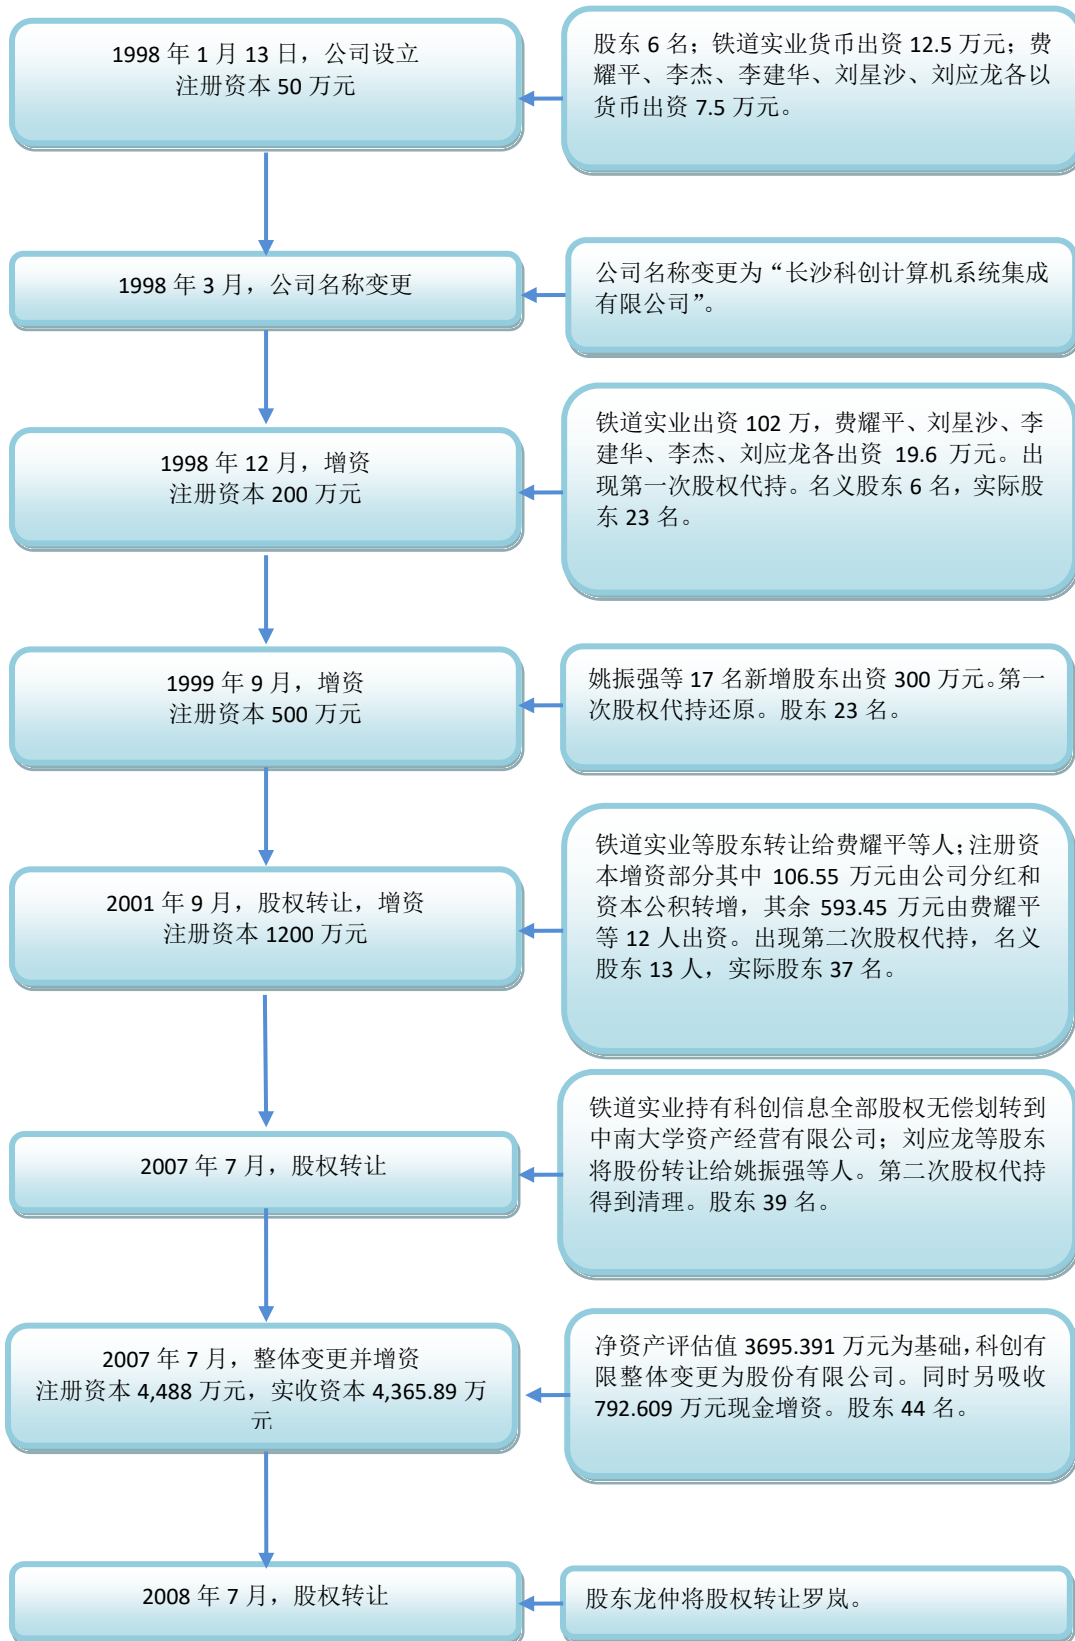 1998 年 1 月 13 日，公司设立
注册资本 50 万元
股东 6 名；铁道实业货币出资 12.5 万元；费
耀平、李杰、李建华、刘星沙、刘应龙各以
货币出资 7.5 万元。
1998 年 3 月，公司名称变更
公司名称变更为“长沙科创计算机系统集成
有限公司”。
1998 年 12 月，增资
注册资本 200 万元
铁道实业出资 102 万，费耀平、刘星沙、李
建华、李杰、刘应龙各出资 19.6 万元。出
现第一次股权代持。名义股东 6 名，实际股
东 23 名。
1999 年 9 月，增资
注册资本 500 万元
姚振强等 17 名新增股东出资 300 万元。第一
次股权代持还原。股东 23 名。
2001 年 9 月，股权转让，增资
注册资本 1200 万元
铁道实业等股东转让给费耀平等人；注册资
本增资部分其中 106.55 万元由公司分红和
资本公积转增，其余 593.45 万元由费耀平
等 12 人出资。出现第二次股权代持，名义
股东 13 人，实际股东 37 名。
2007 年 7 月，股权转让
铁道实业持有科创信息全部股权无偿划转到
中南大学资产经营有限公司；刘应龙等股东
将股份转让给姚振强等人。第二次股权代持
得到清理。股东 39 名。
2007 年 7 月，整体变更并增资
注册资本 4,488 万元，实收资本 4,365.89 万
元
净资产评估值 3695.391 万元为基础，科创有
限整体变更为股份有限公司。同时另吸收
792.609 万元现金增资。股东 44 名。
2008 年 7 月，股权转让
股东龙仲将股权转让罗岚。